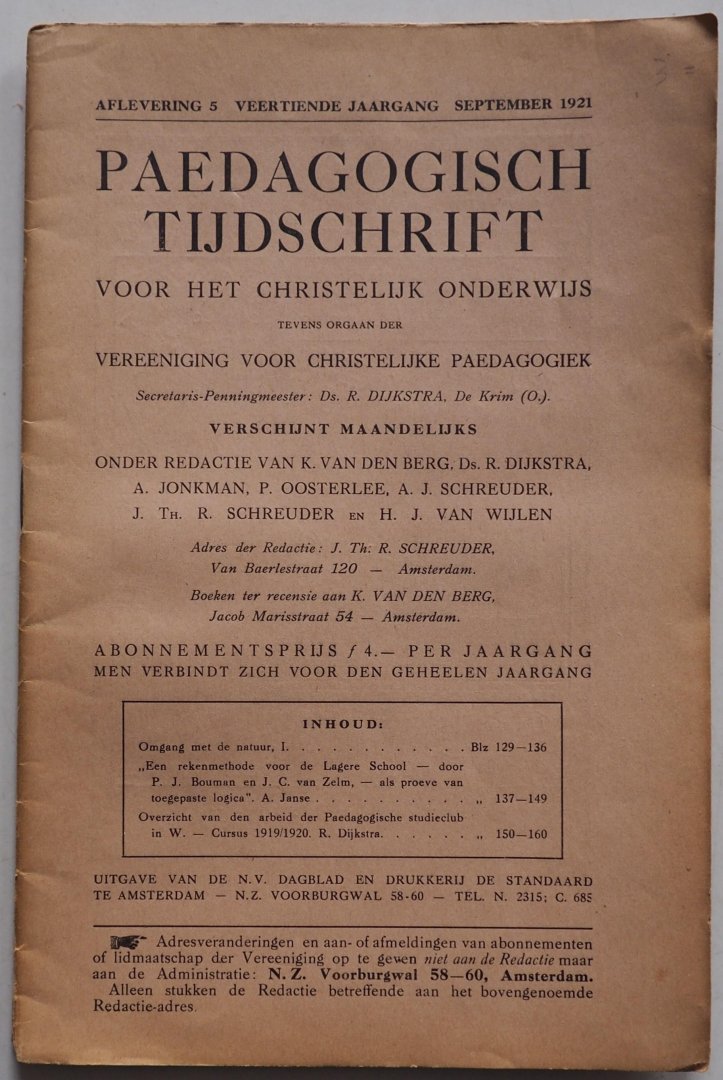 AFLEVERING 5 VEERTIENDE JAARGANG SEPTEMBER 1921
PAEDAGOGISCH
TIJDSCHRIFT
VOOR HET CHRISTELIJK ONDERWIJS
TEVENS ORGAAN DER
VEREENIGING VOOR CHRISTELIJKE PAEDAGOGIEK
Secretaris-Penningmeester: Ds. R. DIJKSTRA, De Krim (O.).
VERSCHIJNT MAANDELIJKS
ONDER REDACTIE VAN K. VAN DEN BERG, Ds. R. DIJKSTRA,
A. JONKMAN, P. OOSTERLEE, A. J. SCHREUDER,
J. TH. R. SCHREUDER EN H. J. VAN WIJLEN
Adres der Redactie: J. Th. R. SCHREUDER,
Van Baerlestraat 120 — Amsterdam.
Boeken ter recensie aan K. VAN DEN BERG,
Jacob Marisstraat 54 — Amsterdam.
ABONNEMENTSPRIJS f 4.— PER JAARGANG
MEN VERBINDT ZICH VOOR DEN GEHEELEN JAARGANG
INHOUD:
Omgang met de natuur, I. . . . . . . . . . . . Blz 129—136
„Een rekenmethode voor de Lagere School — door
P. J. Bouman en J. C. van Zelm, — als proeve van
toegepaste logica". A. Janse . . . . . . . . . . „ 137—149
Overzicht van den arbeid der Paedagogische studieclub
in W. — Cursus 1919/1920. R. Dijkstra. . . . . . „ 150—160
UITGAVE VAN DE N.V. DAGBLAD EN DRUKKERIJ DE STANDAARD
TE AMSTERDAM — N.Z. VOORBURGWAL 58-60 — TEL. N. 2315; C. 685
Adresveranderingen en aan- of afmeldingen van abonnementen
of lidmaatschap der Vereeniging op te geven niet aan de Redactie maar
aan de Administratie: N. Z. Voorburgwal 58—60, Amsterdam.
Alleen stukken de Redactie betreffende aan het bovengenoemde
Redactie-adres.